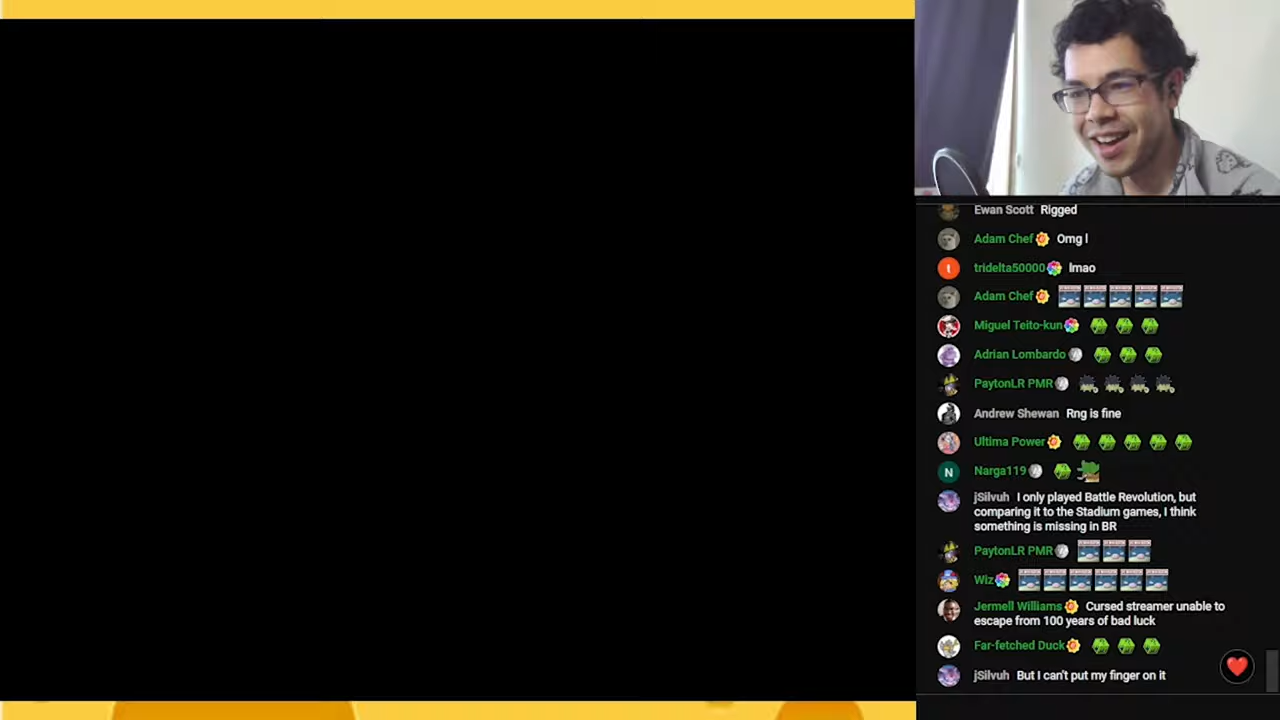 Ewan Scott Rigged
Adam Chef Omg l
t tridelta50000 lmao
Adam Chef
Miguel Teito-kun
Adrian Lombardo
PaytonLR PMR
Andrew Shewan Rng is fine
Ultima Power
N Narga119
jSilvuh I only played Battle Revolution, but
comparing it to the Stadium games, I think
something is missing in BR
PaytonLR PMR
Wiz
Jermell Williams Cursed streamer unable to
escape from 100 years of bad luck
Far-fetched Duck
jSilvuh But I can't put my finger on it